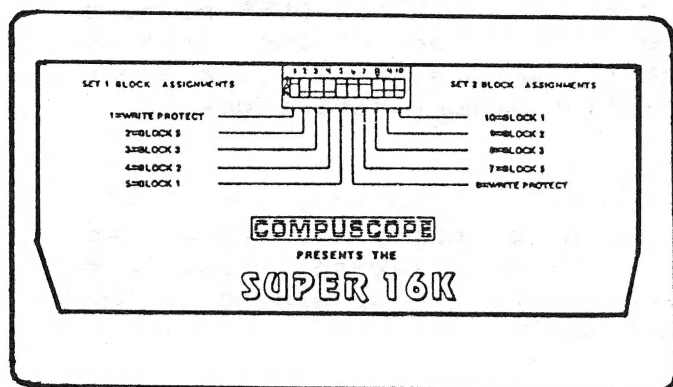 1 2 3 4 5 6 7 8 9 10
SET 1 BLOCK ASSIGNMENTS
1=WRITE PROTECT
2=BLOCK 5
3=BLOCK 3
4=BLOCK 2
5=BLOCK 1
SET 2 BLOCK ASSIGNMENTS
10=BLOCK 1
9=BLOCK 2
8=BLOCK 3
7=BLOCK 5
6=WRITE PROTECT
COMPUSCOPE
PRESENTS THE
SUPER 16K